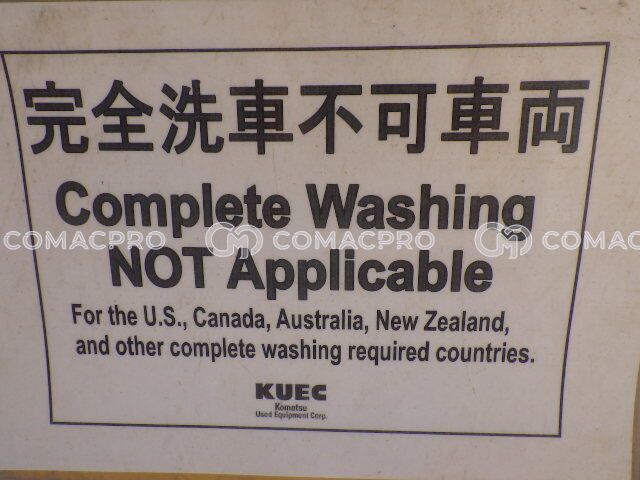 完全洗車不可車両
Complete Washing
COMACPRO COMACPRO COMACPRO
NOT Applicable
For the U.S., Canada, Australia, New Zealand,
and other complete washing required countries.
KUEC
Komatsu
Used Equipment Corp.